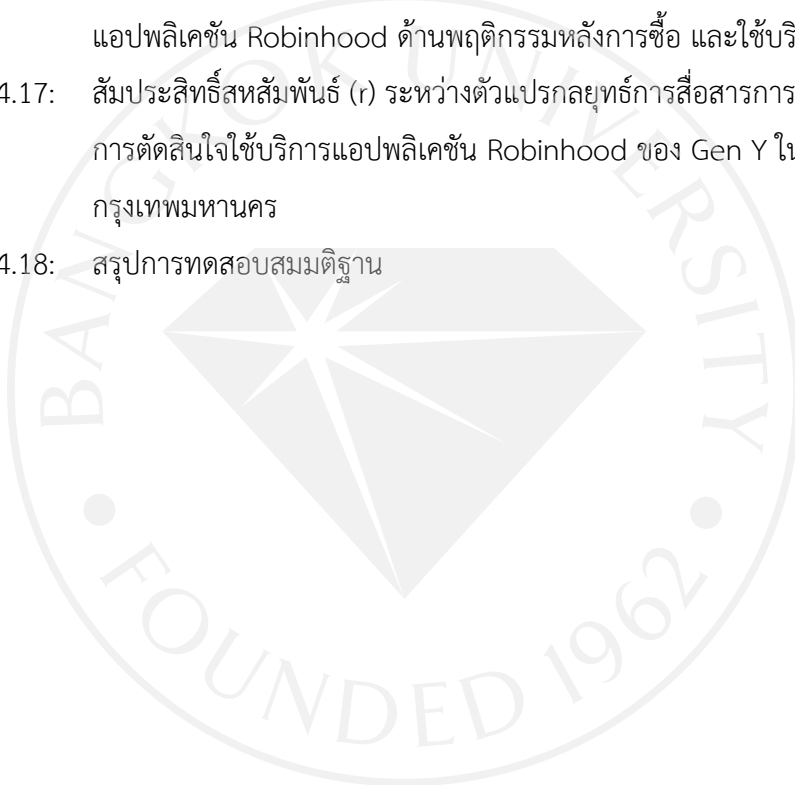 แอปพลิเคชัน Robinhood ด้านพฤติกรรมหลังการซื้อ และใช้บริ
4.17: สัมประสิทธิ์สหสัมพันธ์ (r) ระหว่างตัวแปรกลยุทธ์การสื่อสารการ
การตัดสินใจใช้บริการแอปพลิเคชัน Robinhood ของ Gen Y ใน
กรุงเทพมหานคร
4.18: สรุปการทดสอบสมมติฐาน
BANGKOK UNIVERSITY
FOUNDED 1962